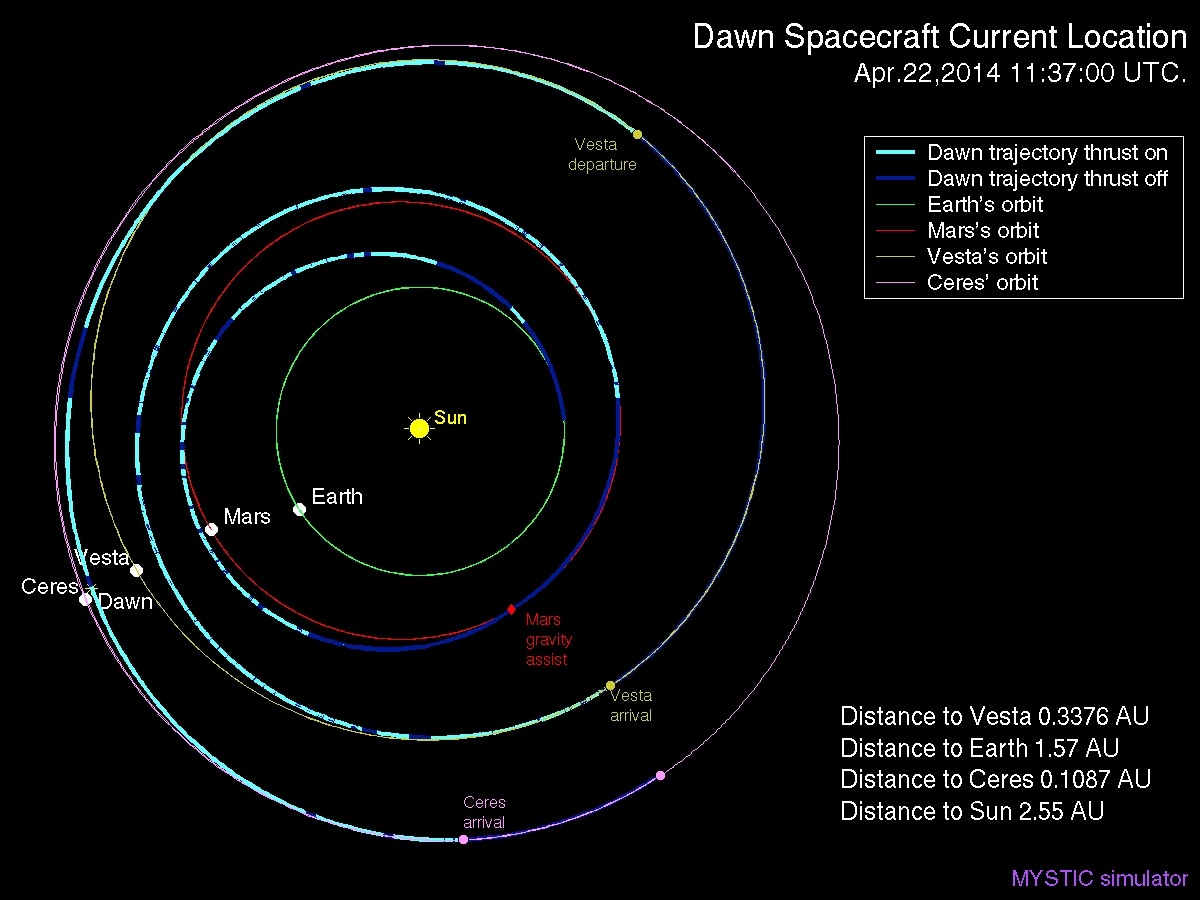 Dawn Spacecraft Current Location
Apr.22,2014 11:37:00 UTC.
Dawn trajectory thrust on
Dawn trajectory thrust off
Earth's orbit
Mars's orbit
Vesta's orbit
Ceres' orbit
Vesta
departure
Sun
Earth
Mars
Vesta
Ceres
Dawn
Mars
gravity
assist
Vesta
arrival
Ceres
arrival
Distance to Vesta 0.3376 AU
Distance to Earth 1.57 AU
Distance to Ceres 0.1087 AU
Distance to Sun 2.55 AU
MYSTIC simulator